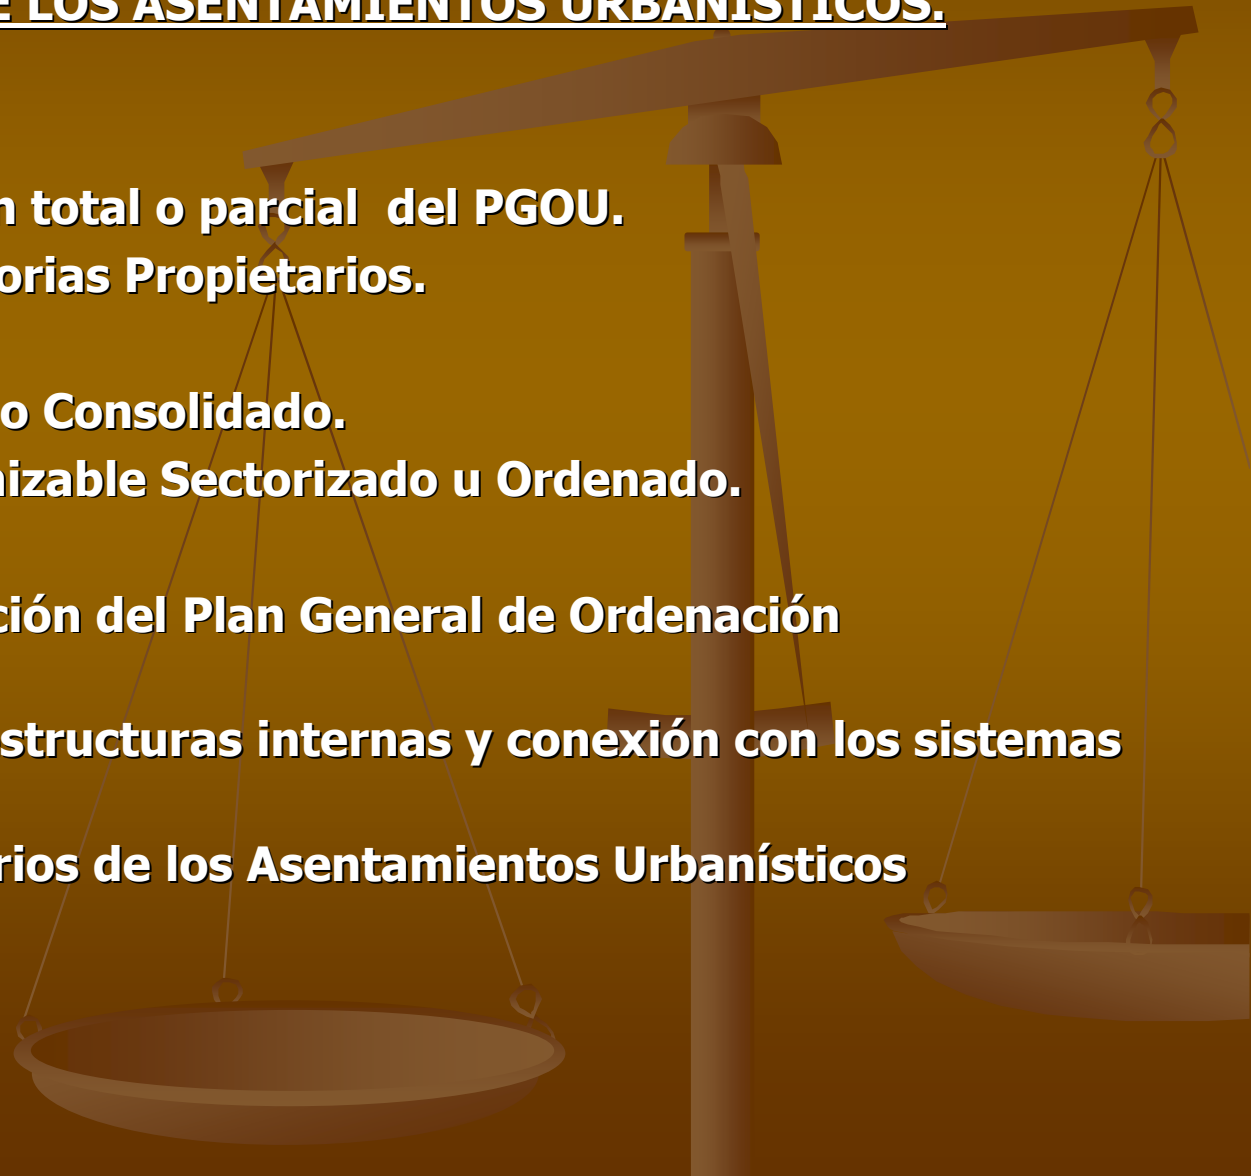 E LOS ASENTAMIENTOS URBANÍSTICOS.
n total o parcial del PGOU.
orias Propietarios.
o Consolidado.
nizable Sectorizado u Ordenado.
ción del Plan General de Ordenación
structuras internas y conexión con los sistemas
rios de los Asentamientos Urbanísticos